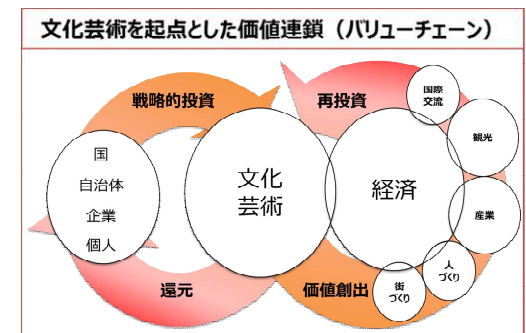 文化芸術を起点とした価値連鎖（バリューチェーン）
戦略的投資
再投資
国際
交流
観光
国
自治体
企業
個人
文化
芸術
経済
産業
人
づくり
街
づくり
還元
価値創出